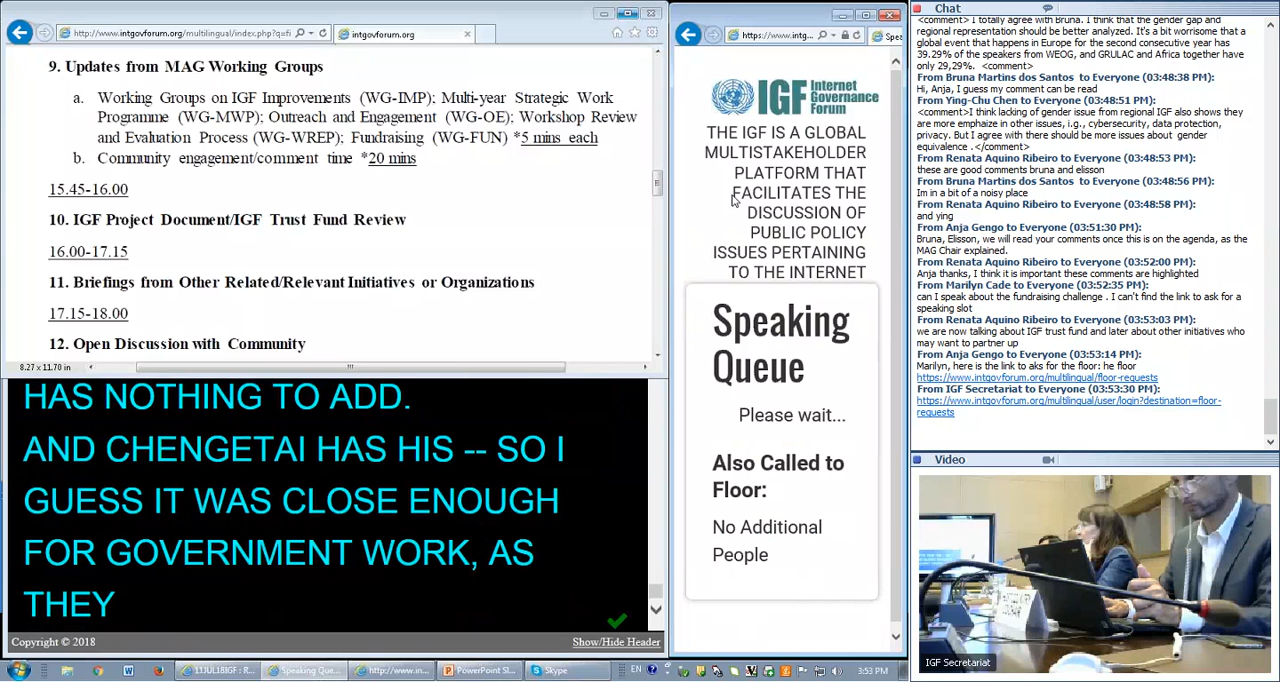 http://www.intgovforum.org/multilingual/index.php?q=fi
intgovforum.org
9. Updates from MAG Working Groups
a. Working Groups on IGF Improvements (WG-IMP); Multi-year Strategic Work
Programme (WG-MWP); Outreach and Engagement (WG-OE); Workshop Review
and Evaluation Process (WG-WREP); Fundraising (WG-FUN) *5 mins each
b. Community engagement/comment time *20 mins
15.45-16.00
10. IGF Project Document/IGF Trust Fund Review
16.00-17.15
11. Briefings from Other Related/Relevant Initiatives or Organizations
17.15-18.00
12. Open Discussion with Community
8.27 x 11.70 in
HAS NOTHING TO ADD.
AND CHENGETAI HAS HIS -- SO I
GUESS IT WAS CLOSE ENOUGH
FOR GOVERNMENT WORK, AS
THEY
Copyright © 2018
Show/Hide Header
https://www.intg...
Spe
IGF Internet
Governance
Forum
THE IGF IS A GLOBAL
MULTISTAKEHOLDER
PLATFORM THAT
FACILITATES THE
DISCUSSION OF
PUBLIC POLICY
ISSUES PERTAINING
TO THE INTERNET
Speaking
Queue
Please wait...
Also Called to
Floor:
No Additional
People
Chat
<comment> I totally agree with Bruna. I think that the gender gap and
regional representation should be better analyzed. It's a bit worrisome that a
global event that happens in Europe for the second consecutive year has
39.29% of the speakers from WEOG, and GRULAC and Africa together have
only 29,29%. <comment>
From Bruna Martins dos Santos to Everyone (03:48:38 PM):
Hi, Anja, I guess my comment can be read
From Ying-Chu Chen to Everyone (03:48:51 PM):
<comment>I think lacking of gender issue from regional IGF also shows they
are more emphaize in other issues, i.g., cybersecurity, data protection,
privacy. But I agree with there should be more issues about gender
equivalence .</comment>
From Renata Aquino Ribeiro to Everyone (03:48:53 PM):
these are good comments bruna and elisson
From Bruna Martins dos Santos to Everyone (03:48:56 PM):
Im in a bit of a noisy place
From Renata Aquino Ribeiro to Everyone (03:48:58 PM):
and ying
From Anja Gengo to Everyone (03:51:30 PM):
Bruna, Elisson, we will read your comments once this is on the agenda, as the
MAG Chair explained.
From Renata Aquino Ribeiro to Everyone (03:52:00 PM):
Anja thanks, I think it is important these comments are highlighted
From Marilyn Cade to Everyone (03:52:35 PM):
can I speak about the fundraising challenge . I can't find the link to ask for a
speaking slot
From Renata Aquino Ribeiro to Everyone (03:53:03 PM):
we are now talking about IGF trust fund and later about other initiatives who
may want to partner up
From Anja Gengo to Everyone (03:53:14 PM):
Marilyn, here is the link to aks for the floor: he floor
https://www.intgovforum.org/multilingual/floor-requests
From IGF Secretariat to Everyone (03:53:30 PM):
https://www.intgovforum.org/multilingual/user/login?destination=floor-
requests
Video
IGF Secretariat
11JUL18IGF : R...
Speaking Que...
http://www.in...
PowerPoint Sl...
Skype
EN
3:53 PM